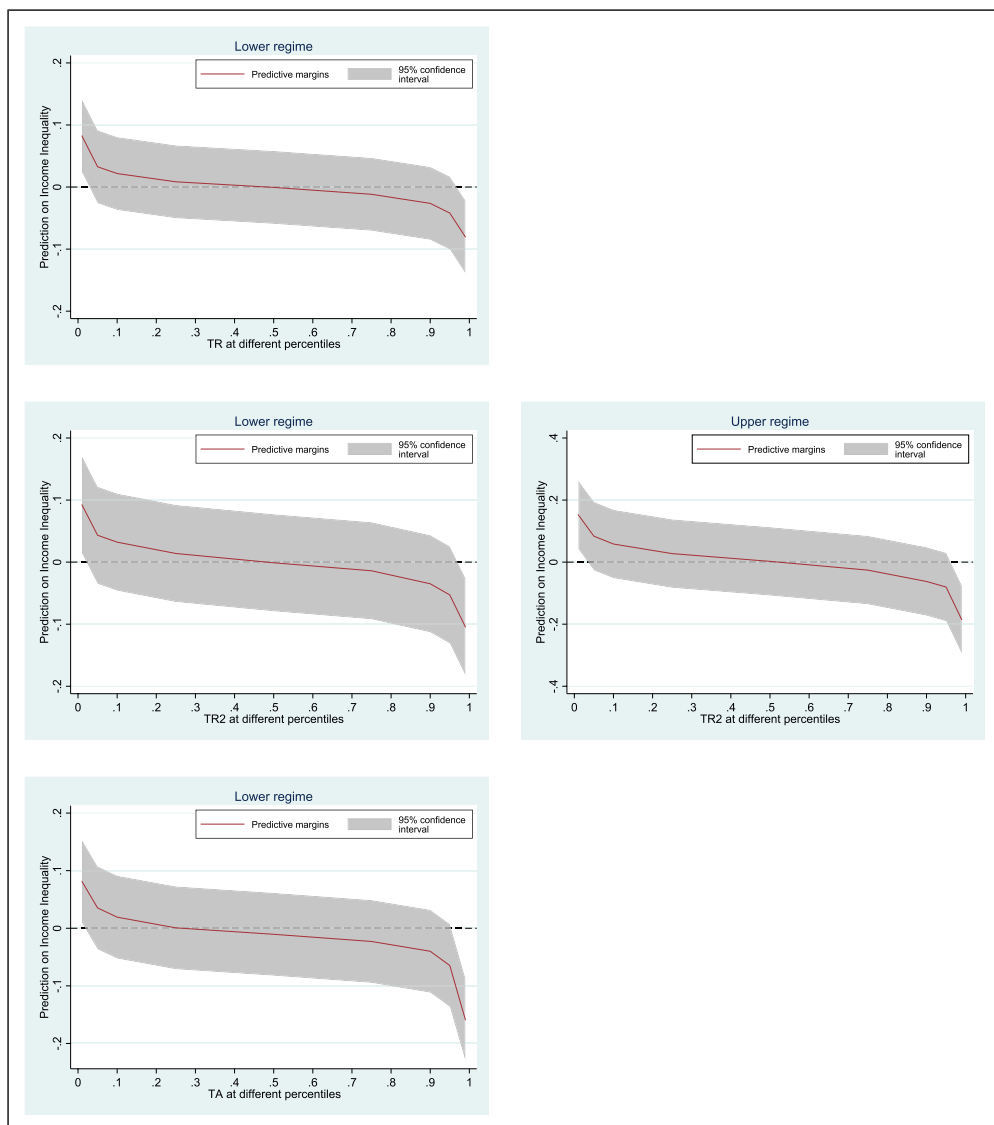 Lower regime
Predictive margins
95% confidence
interval
Prediction on Income Inequality
.2
.1
0
-.1
-.2
0 .1 .2 .3 .4 .5 .6 .7 .8 .9 1
TR at different percentiles
Lower regime
Predictive margins
95% confidence
interval
Prediction on Income Inequality
.2
.1
0
-.1
-.2
0 .1 .2 .3 .4 .5 .6 .7 .8 .9 1
TR2 at different percentiles
Upper regime
Predictive margins
95% confidence
interval
Prediction on Income Inequality
.4
.2
0
-.2
-.4
0 .1 .2 .3 .4 .5 .6 .7 .8 .9 1
TR2 at different percentiles
Lower regime
Predictive margins
95% confidence
interval
Prediction on Income Inequality
.2
.1
0
-.1
-.2
0 .1 .2 .3 .4 .5 .6 .7 .8 .9 1
TA at different percentiles